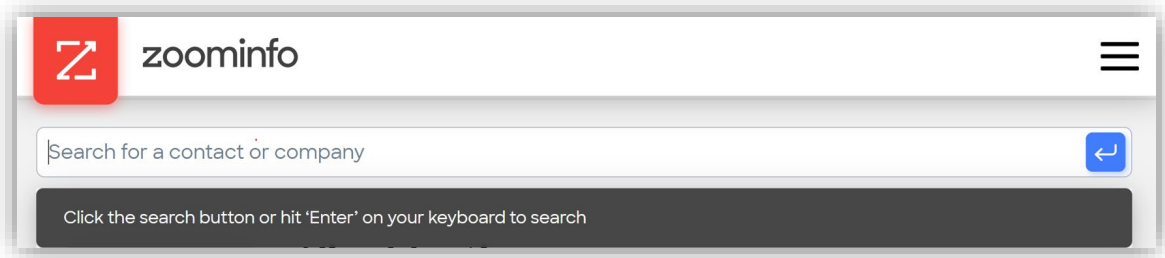 zoominfo
Search for a contact or company
Click the search button or hit ‘Enter’ on your keyboard to search